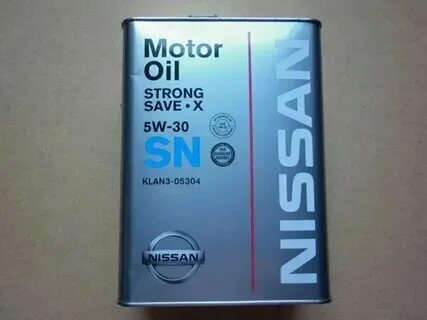 Motor
Oil
STRONG
SAVE • X
5W-30
SN
KLAN3-05304
NISSAN
NISSAN